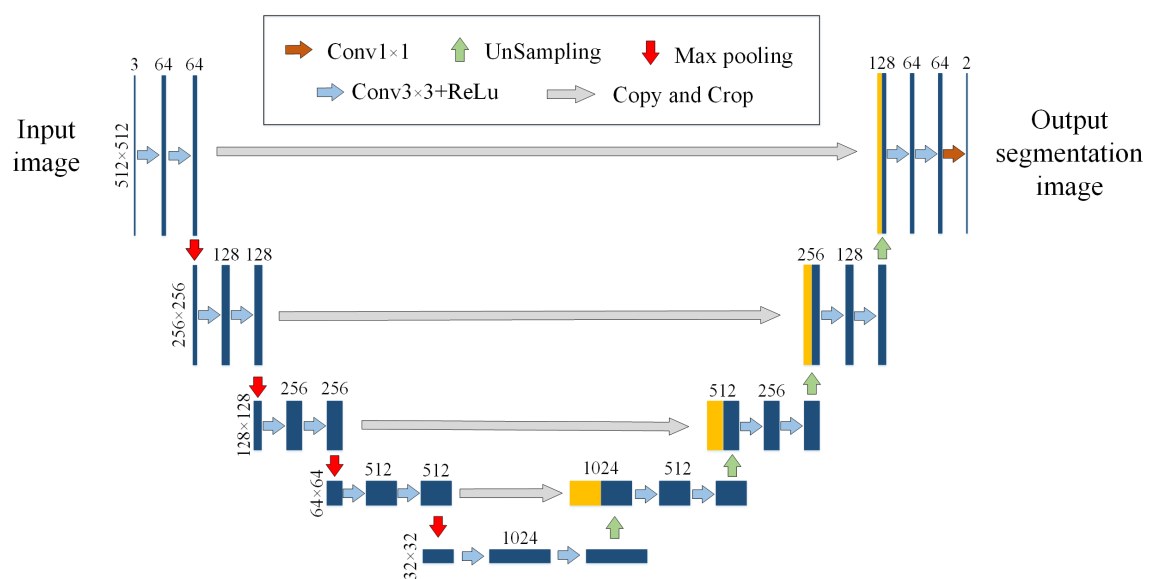 Conv1×1
UnSampling
Max pooling
Conv3×3+ReLu
Copy and Crop
Input
image
512×512
3
64
64
128
64
64
2
Output
segmentation
image
256×256
128
128
256
128
128×128
256
256
512
256
64×64
512
512
1024
512
32×32
1024